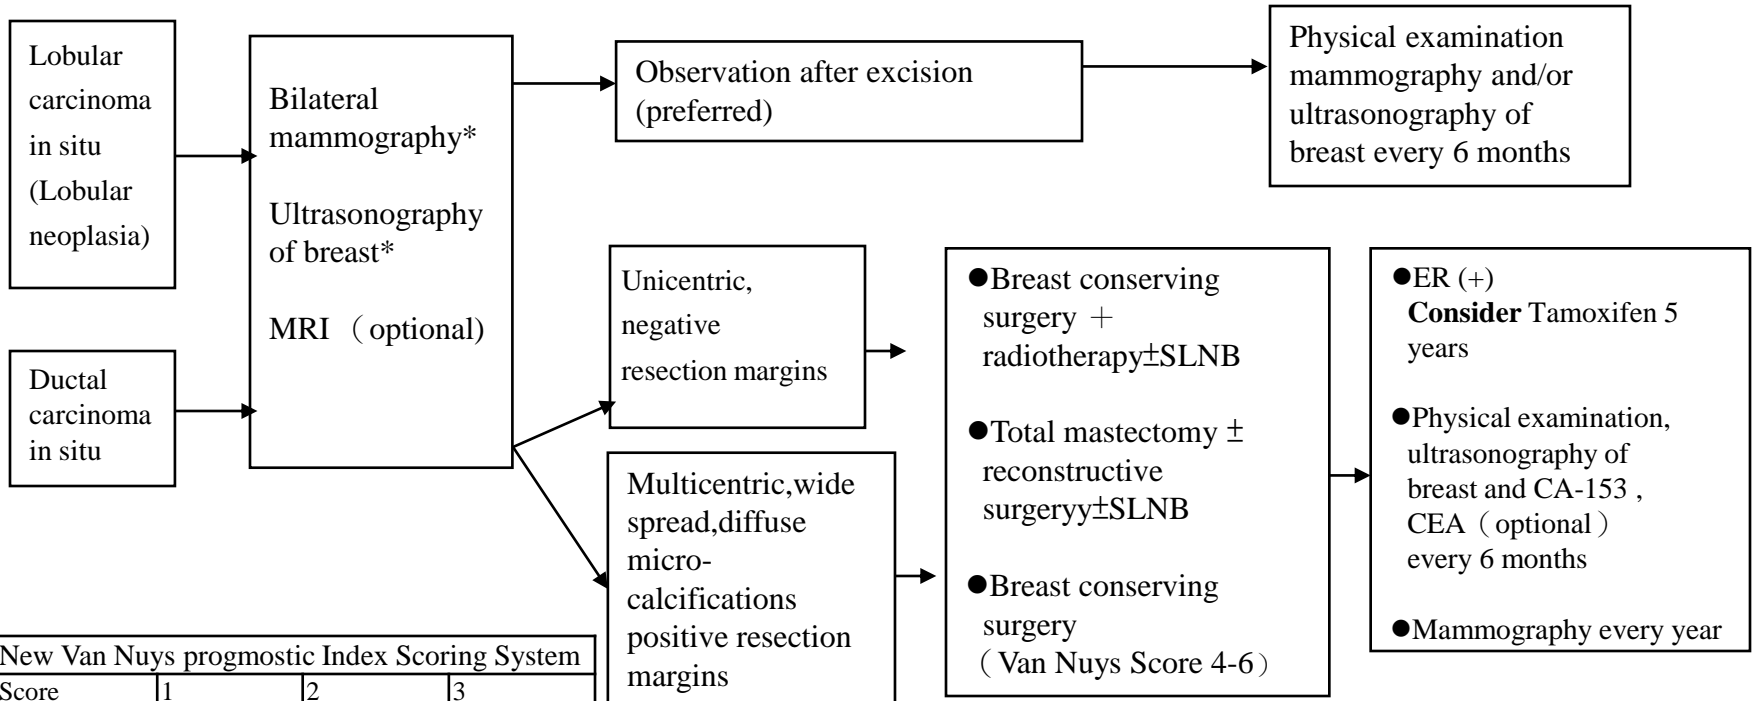 Lobular
carcinoma
in situ
(Lobular
neoplasia)
Ductal
carcinoma
in situ
Bilateral
mammography*
Ultrasonography
of breast*
MRI （optional)
Observation after excision
(preferred)
Physical examination
mammography and/or
ultrasonography of
breast every 6 months
Unicentric,
negative
resection margins
Multicentric,wide
spread,diffuse
micro-
calcifications
positive resection
margins
●Breast conserving
surgery ＋
radiotherapy±SLNB
●Total mastectomy ±
reconstructive
surgeryy±SLNB
●Breast conserving
surgery
（Van Nuys Score 4-6）
●ER (+)
Consider Tamoxifen 5
years
●Physical examination,
ultrasonography of
breast and CA-153 ,
CEA（optional）
every 6 months
●Mammography every year
New Van Nuys progmostic Index Scoring System
Score 1 2 3